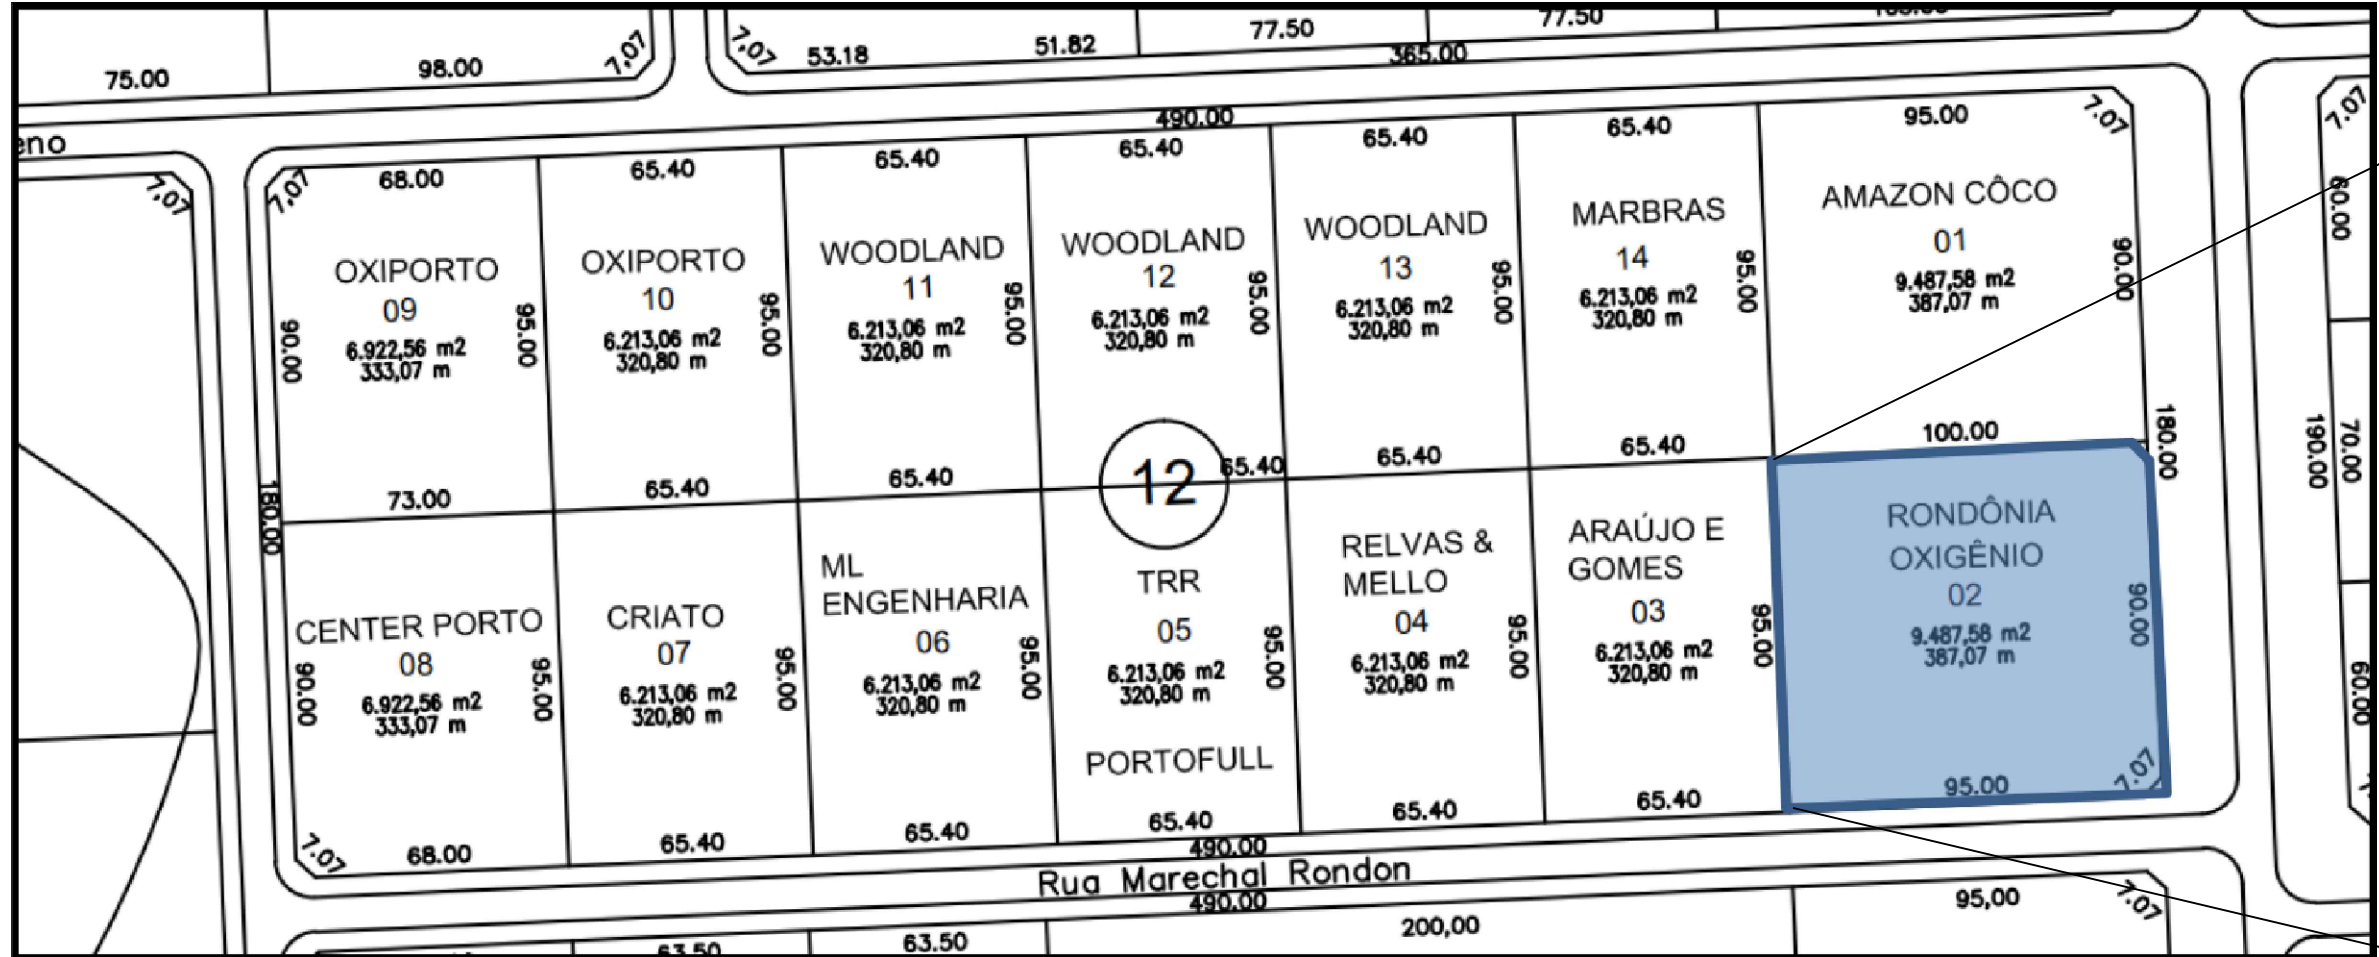 75.00
98.00
7,07
7,07
53.18
51.82
77.50
77.50
365.00
490.00
7.07
7,07
7,07
68.00
65.40
65.40
65.40
65.40
65.40
95.00
7.07
60.00
OXIPORTO
09
6.922,56 m2
333,07 m
90.00
95.00
OXIPORTO
10
6.213,06 m2
320,80 m
95.00
WOODLAND
11
6.213,06 m2
320,80 m
95.00
WOODLAND
12
6.213,06 m2
320,80 m
95.00
WOODLAND
13
6.213,06 m2
320,80 m
95.00
MARBRAS
14
6.213,06 m2
320,80 m
95.00
AMAZON CÔCO
01
9.487,58 m2
387,07 m
90.00
180.00
73.00
65.40
65.40
12
65.40
65.40
65.40
100.00
180.00
190.00
70.00
CENTER PORTO
08
6.922,56 m2
333,07 m
90.00
95.00
CRIATO
07
6.213,06 m2
320,80 m
95.00
ML
ENGENHARIA
06
6.213,06 m2
320,80 m
95.00
TRR
05
6.213,06 m2
320,80 m
95.00
PORTOFULL
RELVAS &
MELLO
04
6.213,06 m2
320,80 m
95.00
ARAÚJO E
GOMES
03
6.213,06 m2
320,80 m
95.00
RONDÔNIA
OXIGÊNIO
02
9.487,58 m2
387,07 m
90.00
60.00
7.07
68.00
65.40
65.40
65.40
65.40
65.40
95.00
7.07
490.00
Rua Marechal Rondon
490.00
63.50
63.50
200,00
95,00
7.07